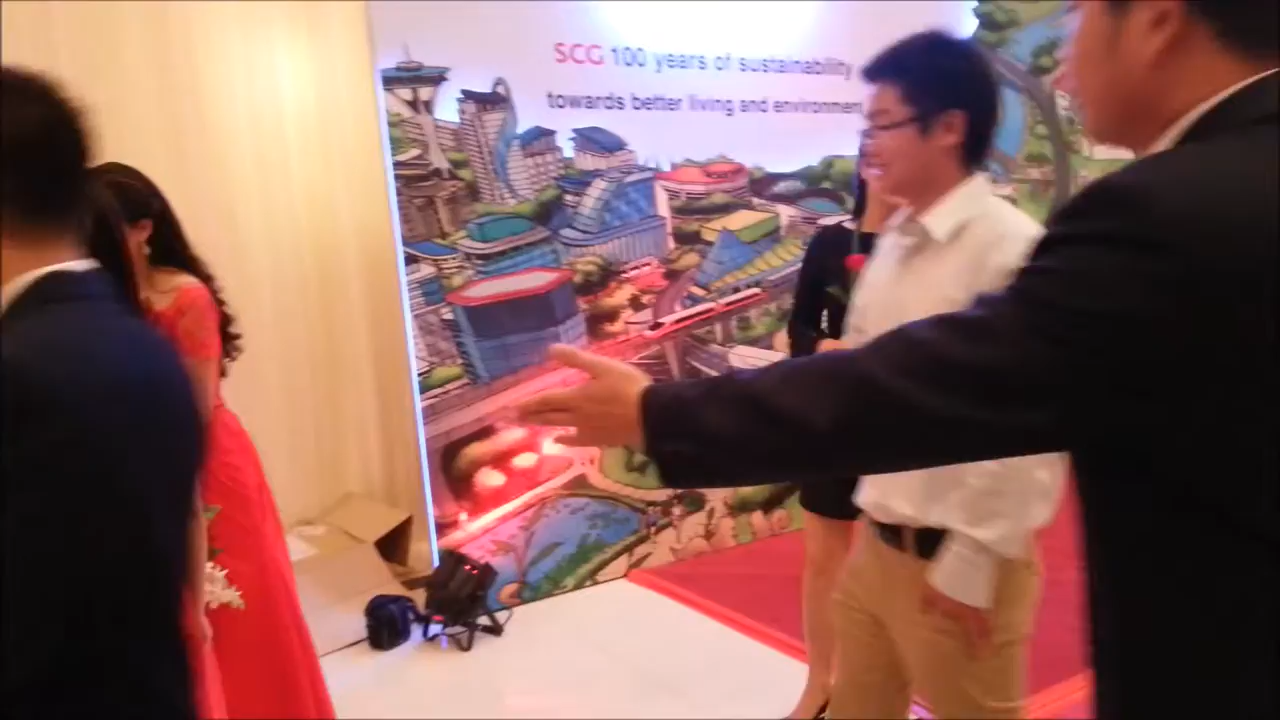 SCG 100 years of sustainability
towards better living and environment